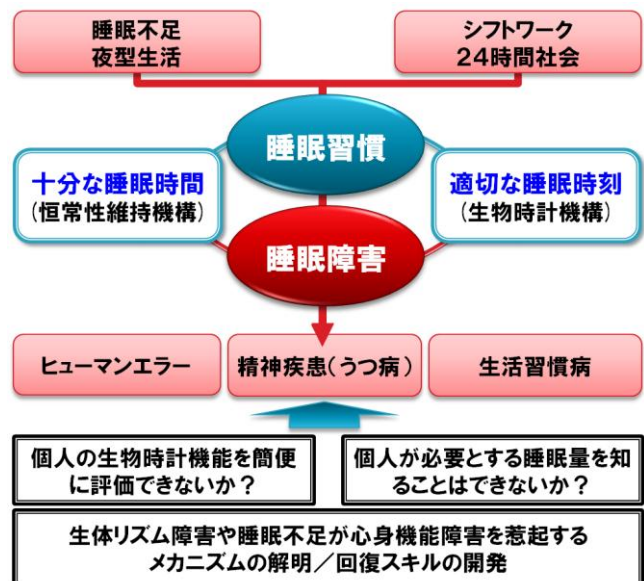 睡眠不足
夜型生活
シフトワーク
24時間社会
睡眠習慣
十分な睡眠時間
(恒常性維持機構)
適切な睡眠時刻
(生物時計機構)
睡眠障害
ヒューマンエラー
精神疾患(うつ病)
生活習慣病
個人の生物時計機能を簡便
に評価できないか?
個人が必要とする睡眠量を知
ることはできないか?
生体リズム障害や睡眠不足が心身機能障害を惹起する
メカニズムの解明/回復スキルの開発